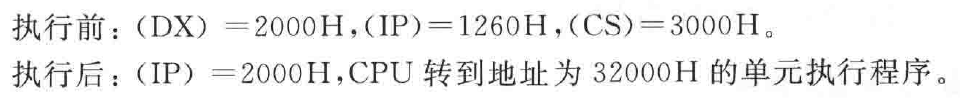 执行前：(DX) =2000H,(IP)=1260H,(CS)=3000H。
执行后：(IP) =2000H,CPU 转到地址为 32000H 的单元执行程序。